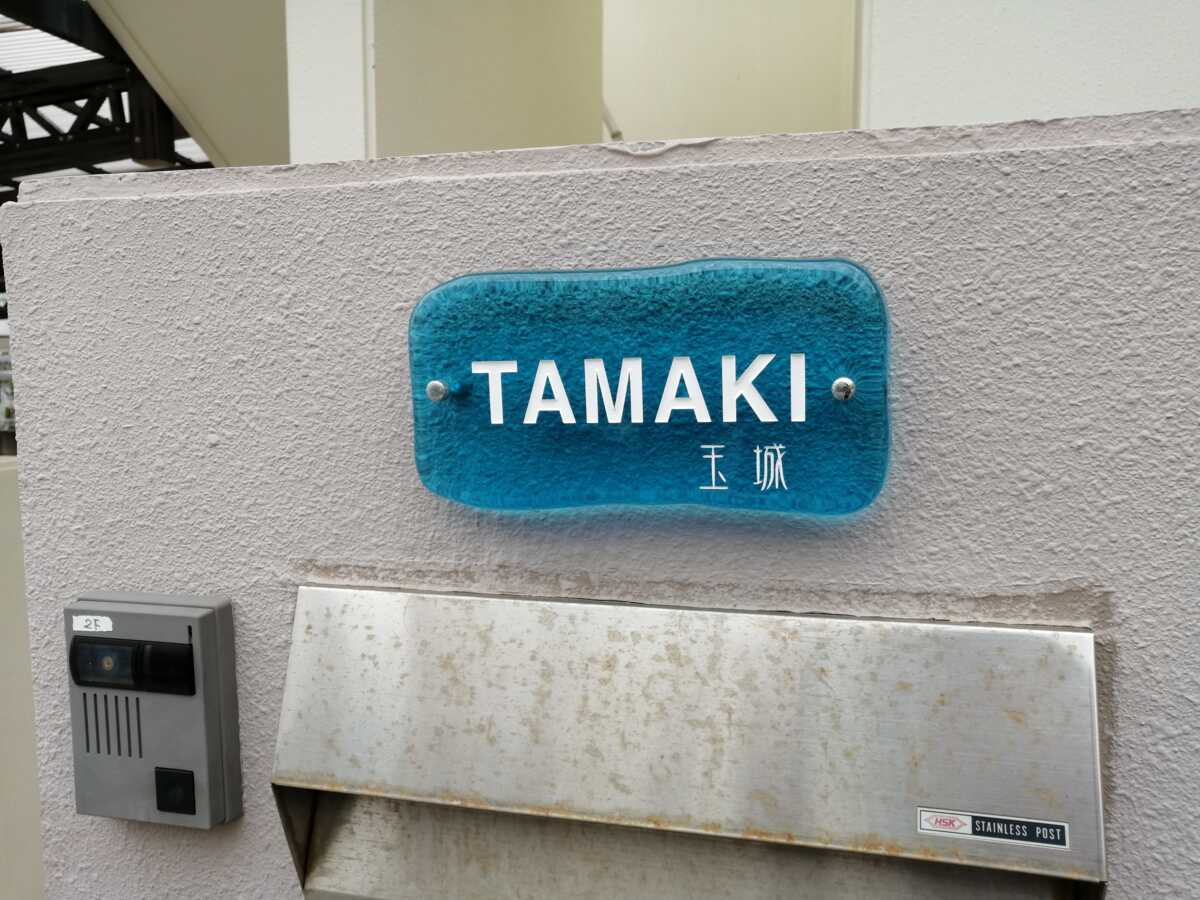 TAMAKI
玉城
2F
HSK STAINLESS POST